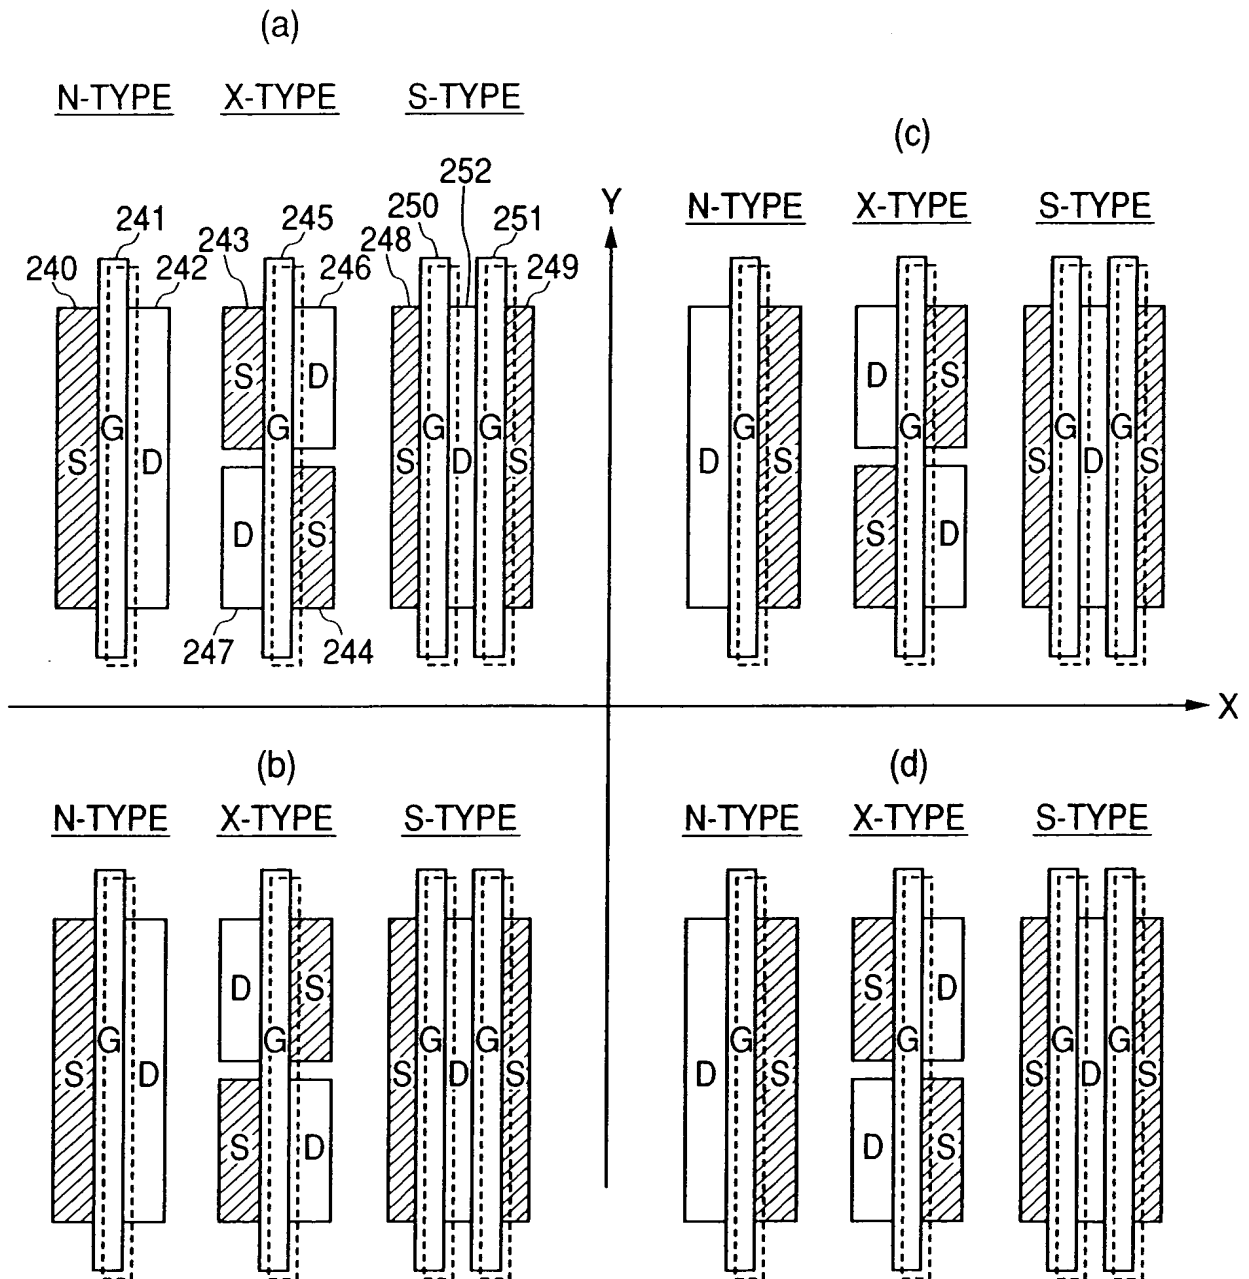 (a)
N-TYPE X-TYPE S-TYPE
240 241 242 243 245 246 248 250 252 251 249
S G D
S G D
D S
S G D G S
247 244
(c)
N-TYPE X-TYPE S-TYPE
D G S
D G S
S D
S G D G S
Y
X
(b)
N-TYPE X-TYPE S-TYPE
S G D
D G S
S D
S G D G S
(d)
N-TYPE X-TYPE S-TYPE
D G S
S G D
D S
S G D G S